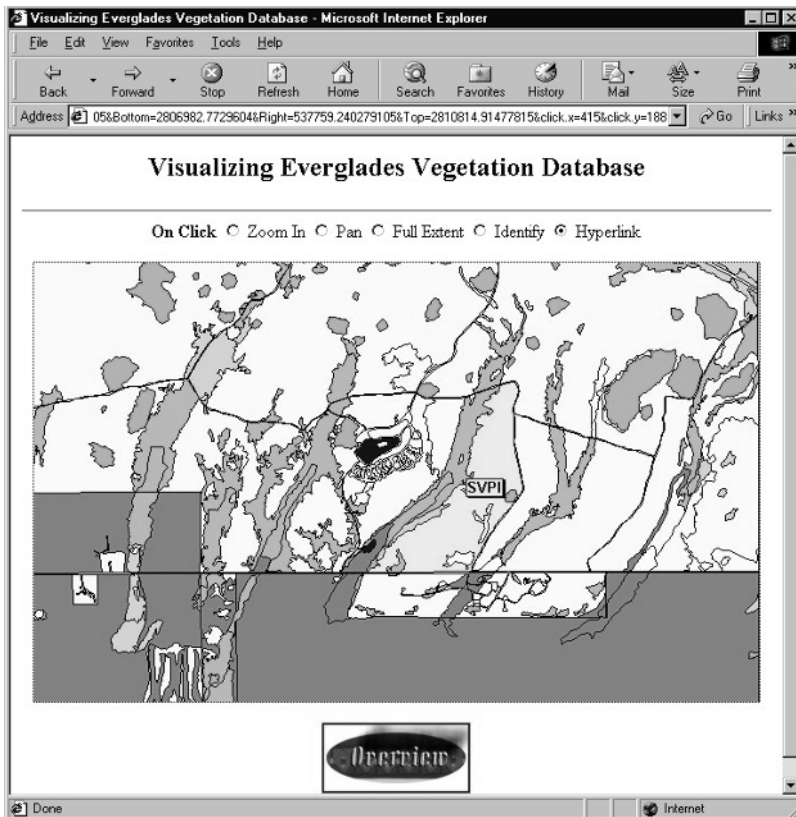 Visualizing Everglades Vegetation Database - Microsoft Internet Explorer
File Edit View Favorites Tools Help
Back Forward Stop Refresh Home Search Favorites History Mail Size Print
Address 05&Bottom=2806982.7729604&Right=537759.240279105&Top=2810814.91477815&click.x=415&click.y=188 Go Links
Visualizing Everglades Vegetation Database
On Click Zoom In Pan Full Extent Identify Hyperlink
SVPI
Overview
Done Internet